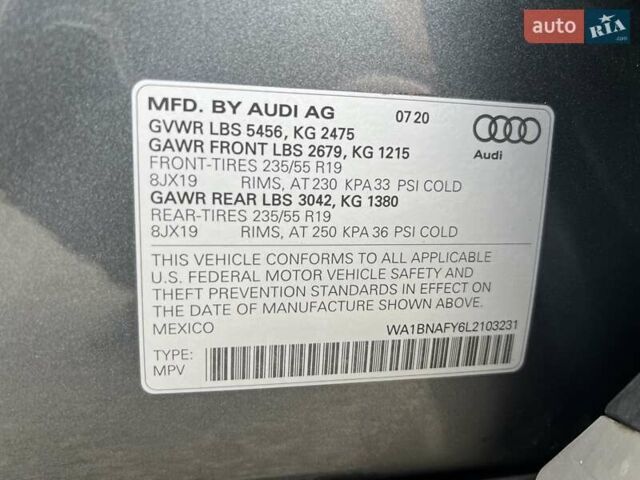 auto RIA
.com
MFD. BY AUDI AG 07 20
GVWR LBS 5456, KG 2475
GAWR FRONT LBS 2679, KG 1215
FRONT-TIRES 235/55 R19
8JX19 RIMS, AT 230 KPA 33 PSI COLD
GAWR REAR LBS 3042, KG 1380
REAR-TIRES 235/55 R19
8JX19 RIMS, AT 250 KPA 36 PSI COLD
Audi
THIS VEHICLE CONFORMS TO ALL APPLICABLE
U.S. FEDERAL MOTOR VEHICLE SAFETY AND
THEFT PREVENTION STANDARDS IN EFFECT ON
THE DATE OF MANUFACTURE SHOWN ABOVE.
MEXICO WA1BNAFY6L2103231
TYPE:
MPV